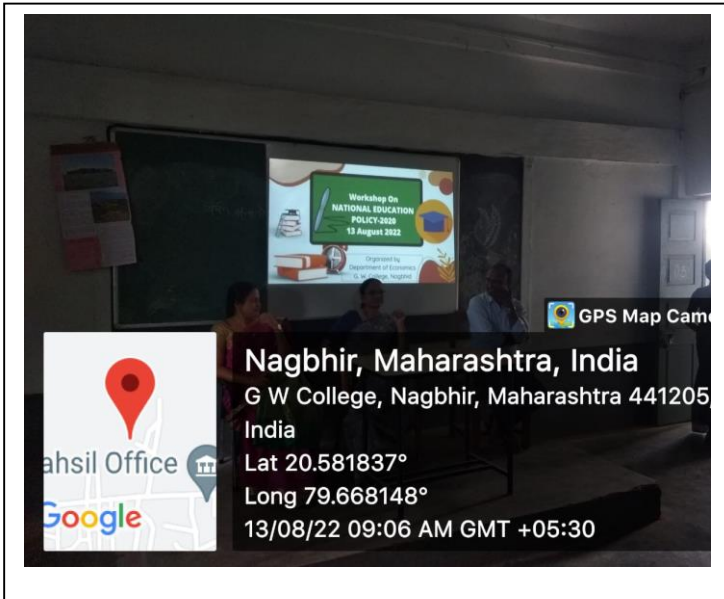 Workshop On
NATIONAL EDUCATION
POLICY-2020
13 August 2022
Organized by
Department of Economics
G. W. College, Nagbhid
GPS Map Came
Nagbhir, Maharashtra, India
G W College, Nagbhir, Maharashtra 441205,
India
Lat 20.581837°
Long 79.668148°
13/08/22 09:06 AM GMT +05:30
ahsil Office
Google